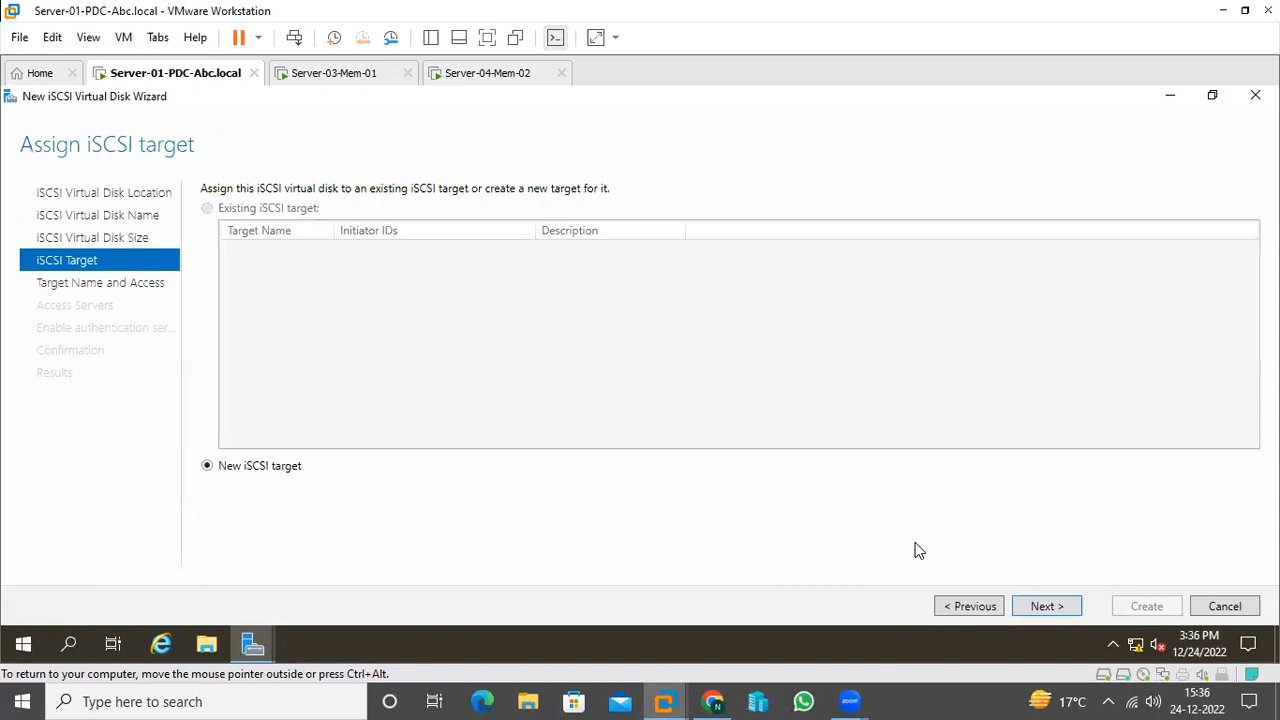 Server-01-PDC-Abc.local - VMware Workstation
File Edit View VM Tabs Help
Home Server-01-PDC-Abc.local Server-03-Mem-01 Server-04-Mem-02
New iSCSI Virtual Disk Wizard
Assign iSCSI target
iSCSI Virtual Disk Location
iSCSI Virtual Disk Name
iSCSI Virtual Disk Size
iSCSI Target
Target Name and Access
Access Servers
Enable authentication ser...
Confirmation
Results
Assign this iSCSI virtual disk to an existing iSCSI target or create a new target for it.
Existing iSCSI target:
Target Name Initiator IDs Description
New iSCSI target
< Previous Next > Create Cancel
3:36 PM
12/24/2022
To return to your computer, move the mouse pointer outside or press Ctrl+Alt.
Type here to search
N
zoom
17°C
15:36
24-12-2022